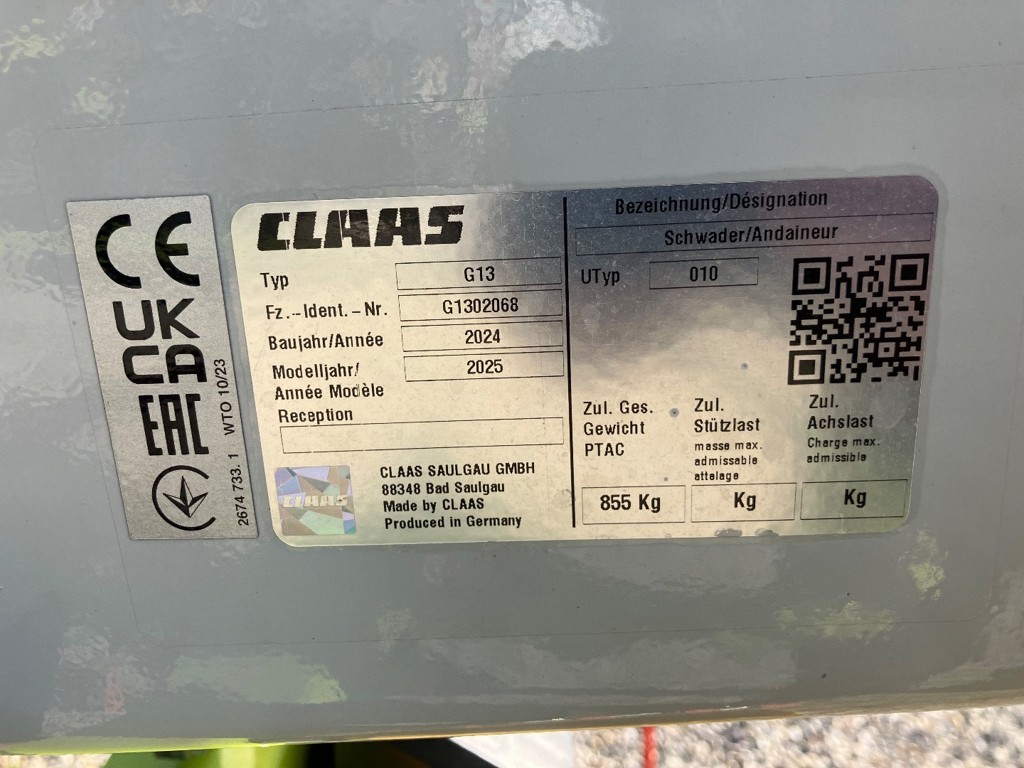 CE
UK
CA
EAC
2674 733. 1 WTO 10/23
CLAAS
Typ G13
Fz.-Ident.-Nr. G1302068
Baujahr/Année 2024
Modelljahr/
Année Modèle 2025
Reception
CLAAS
CLAAS SAULGAU GMBH
88348 Bad Saulgau
Made by CLAAS
Produced in Germany
Bezeichnung/Désignation
Schwader/Andaineur
UTyp 010
Zul. Ges.
Gewicht
PTAC
855 Kg
Zul.
Stützlast
masse max.
admissable
attelage
Kg
Zul.
Achslast
Charge max.
admissible
Kg